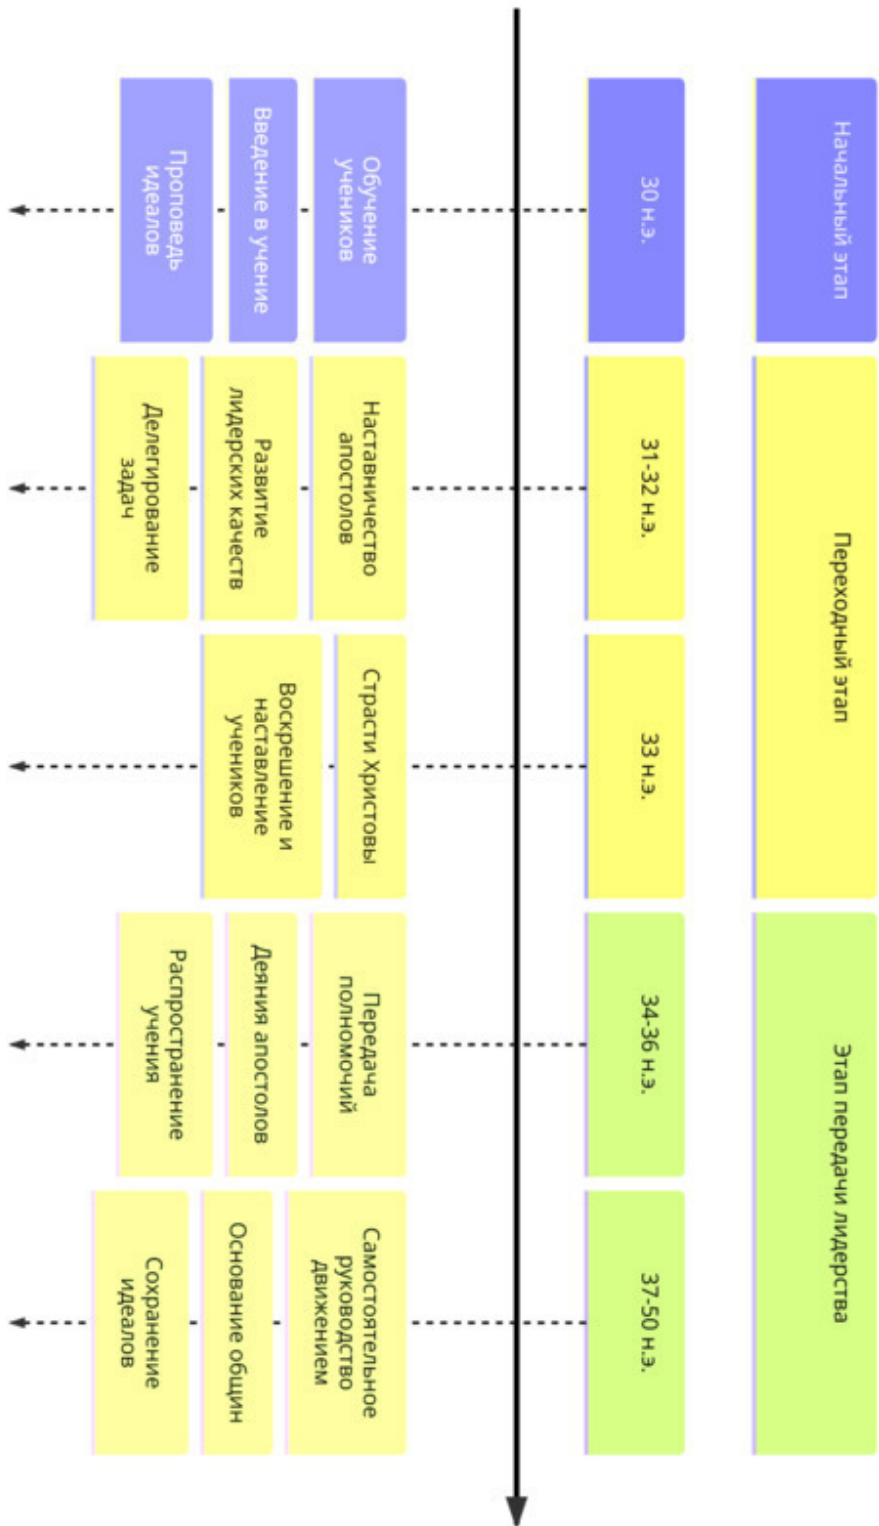 Начальный этап
Переходный этап
Этап передачи лидерства
30 н.э.
31-32 н.э.
33 н.э.
34-36 н.э.
37-50 н.э.
Обучение
учеников
Введение в учение
Проповедь
идеалов
Наставничество
апостолов
Развитие
лидерских качеств
Делегирование
задач
Страсти Христовы
Воскрешение и
наставление
учеников
Передача
полномочий
Деяния апостолов
Распространение
учения
Самостоятельное
руководство
движением
Основание общин
Сохранение
идеалов